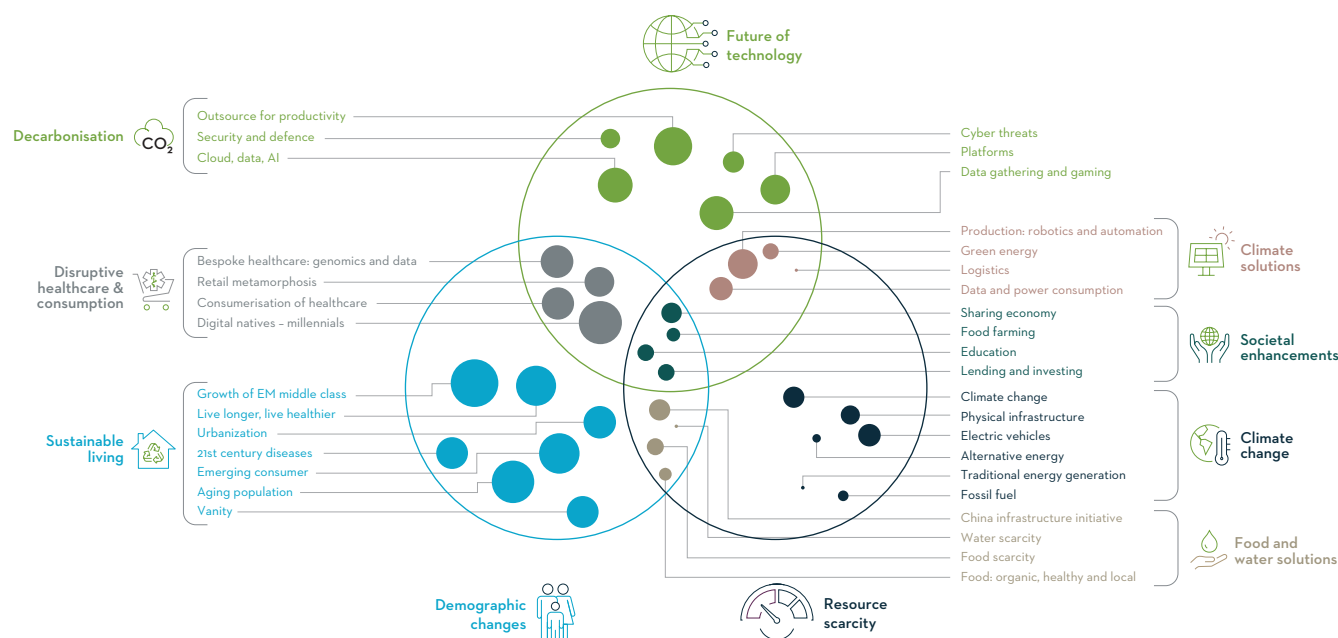 Future of
technology
Decarbonisation
CO2
Outsource for productivity
Security and defence
Cloud, data, AI
Cyber threats
Platforms
Data gathering and gaming
Disruptive
healthcare &
consumption
Bespoke healthcare: genomics and data
Retail metamorphosis
Consumerisation of healthcare
Digital natives – millennials
Production: robotics and automation
Green energy
Logistics
Data and power consumption
Climate
solutions
Sharing economy
Food farming
Education
Lending and investing
Societal
enhancements
Sustainable
living
Growth of EM middle class
Live longer, live healthier
Urbanization
21st century diseases
Emerging consumer
Aging population
Vanity
Climate change
Physical infrastructure
Electric vehicles
Alternative energy
Traditional energy generation
Fossil fuel
Climate
change
China infrastructure initiative
Water scarcity
Food scarcity
Food: organic, healthy and local
Food and
water solutions
Demographic
changes
Resource
scarcity